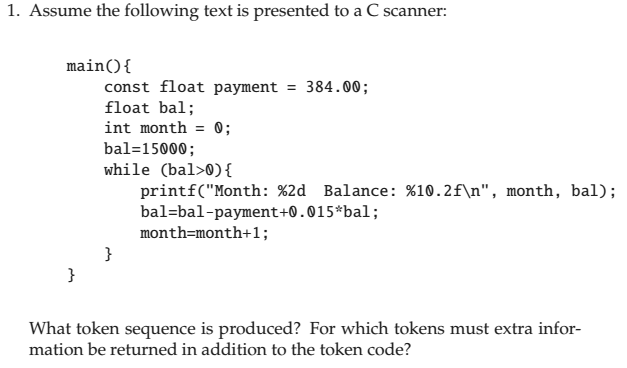 1. Assume the following text is presented to a C scanner:
main(){
const float payment = 384.00;
float bal;
int month = 0;
bal=15000;
while (bal>0){
printf("Month: %2d  Balance: %10.2f\n", month, bal);
bal=bal-payment+0.015*bal;
month=month+1;
}
}
What token sequence is produced? For which tokens must extra infor-
mation be returned in addition to the token code?